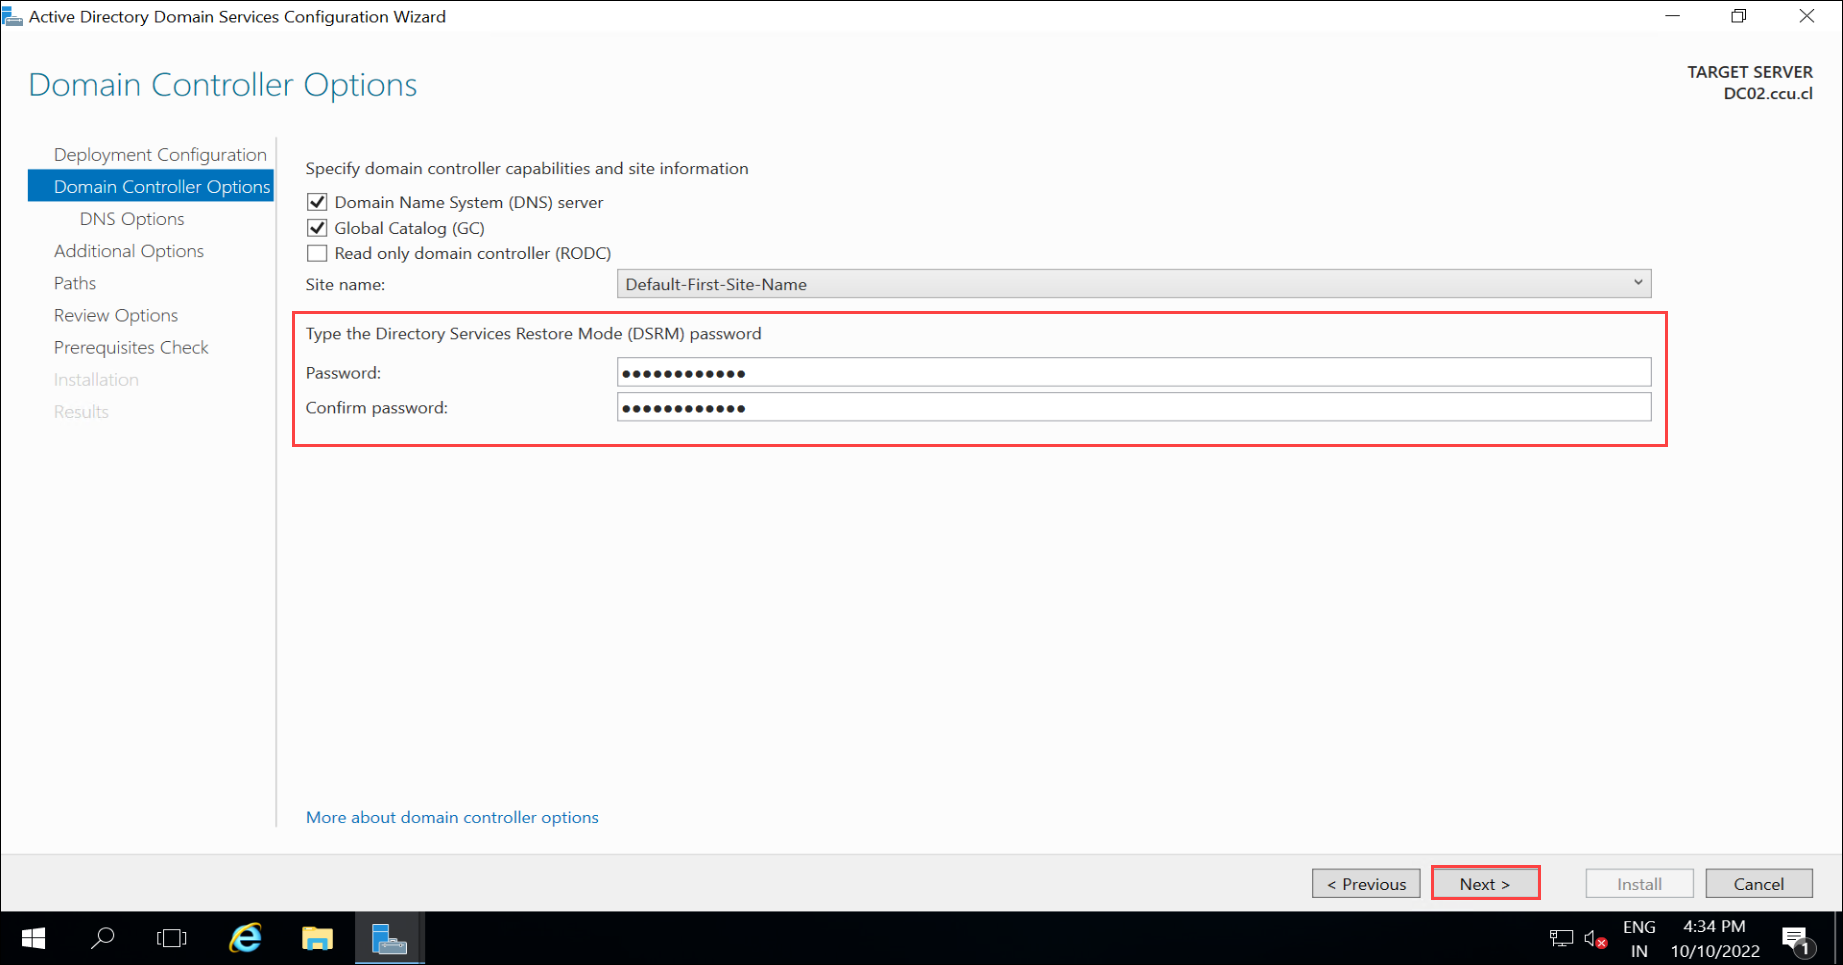 Active Directory Domain Services Configuration Wizard
Domain Controller Options
TARGET SERVER
DC02.ccu.cl
Deployment Configuration
Domain Controller Options
DNS Options
Additional Options
Paths
Review Options
Prerequisites Check
Installation
Results
Specify domain controller capabilities and site information
Domain Name System (DNS) server
Global Catalog (GC)
Read only domain controller (RODC)
Site name: Default-First-Site-Name
Type the Directory Services Restore Mode (DSRM) password
Password: ●●●●●●●●●●●●
Confirm password: ●●●●●●●●●●●●
More about domain controller options
< Previous Next > Install Cancel
ENG 4:34 PM
IN 10/10/2022 1